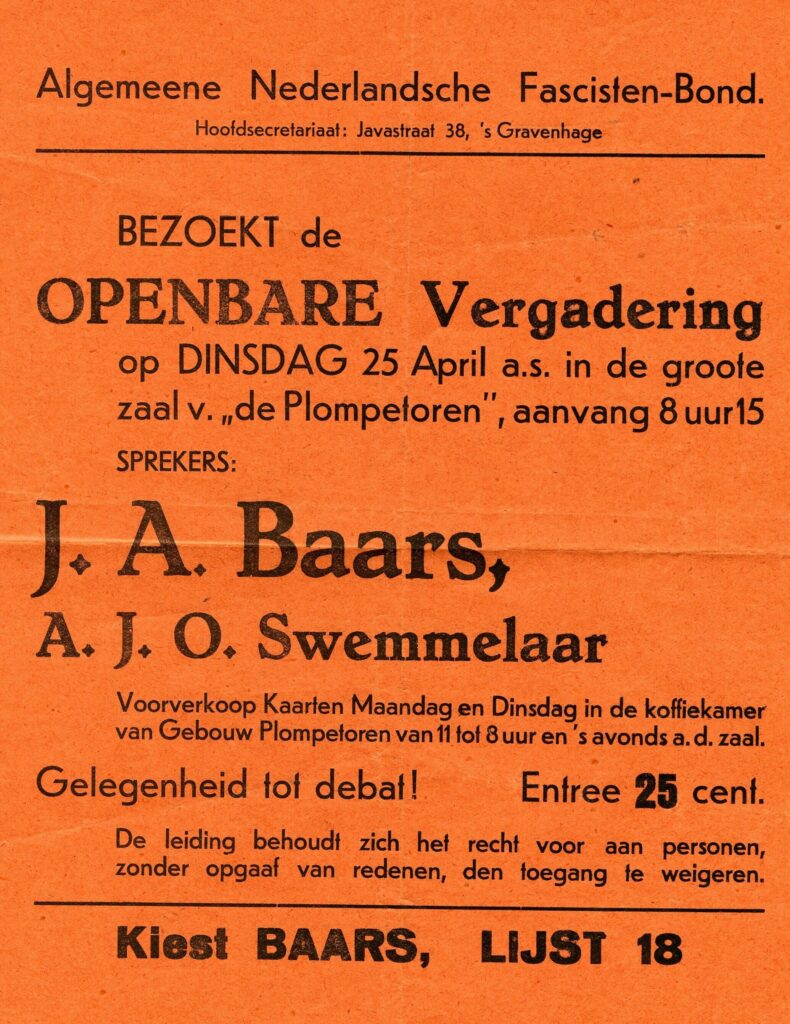 Algemeene Nederlandsche Fascisten-Bond.
Hoofdsecretariaat: Javastraat 38, 's Gravenhage
BEZOEKT de
OPENBARE Vergadering
op DINSDAG 25 April a.s. in de groote
zaal v. „de Plompetoren", aanvang 8 uur15
SPREKERS:
J. A. Baars,
A. J. O. Swemmelaar
Voorverkoop Kaarten Maandag en Dinsdag in de koffiekamer
van Gebouw Plompetoren van 11 tot 8 uur en 's avonds a. d. zaal.
Gelegenheid tot debat! Entree 25 cent.
De leiding behoudt zich het recht voor aan personen,
zonder opgaaf van redenen, den toegang te weigeren.
Kiest BAARS, LIJST 18